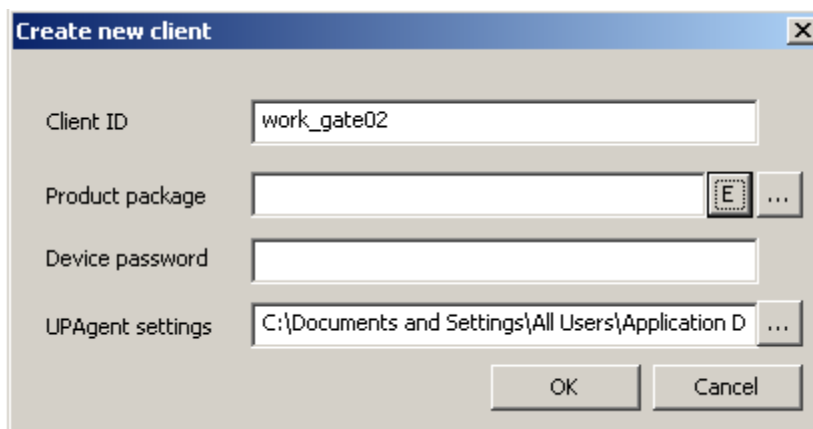 Create new client
Client ID work_gate02
Product package E ...
Device password
UPAgent settings C:\Documents and Settings\All Users\Application D ...
OK Cancel